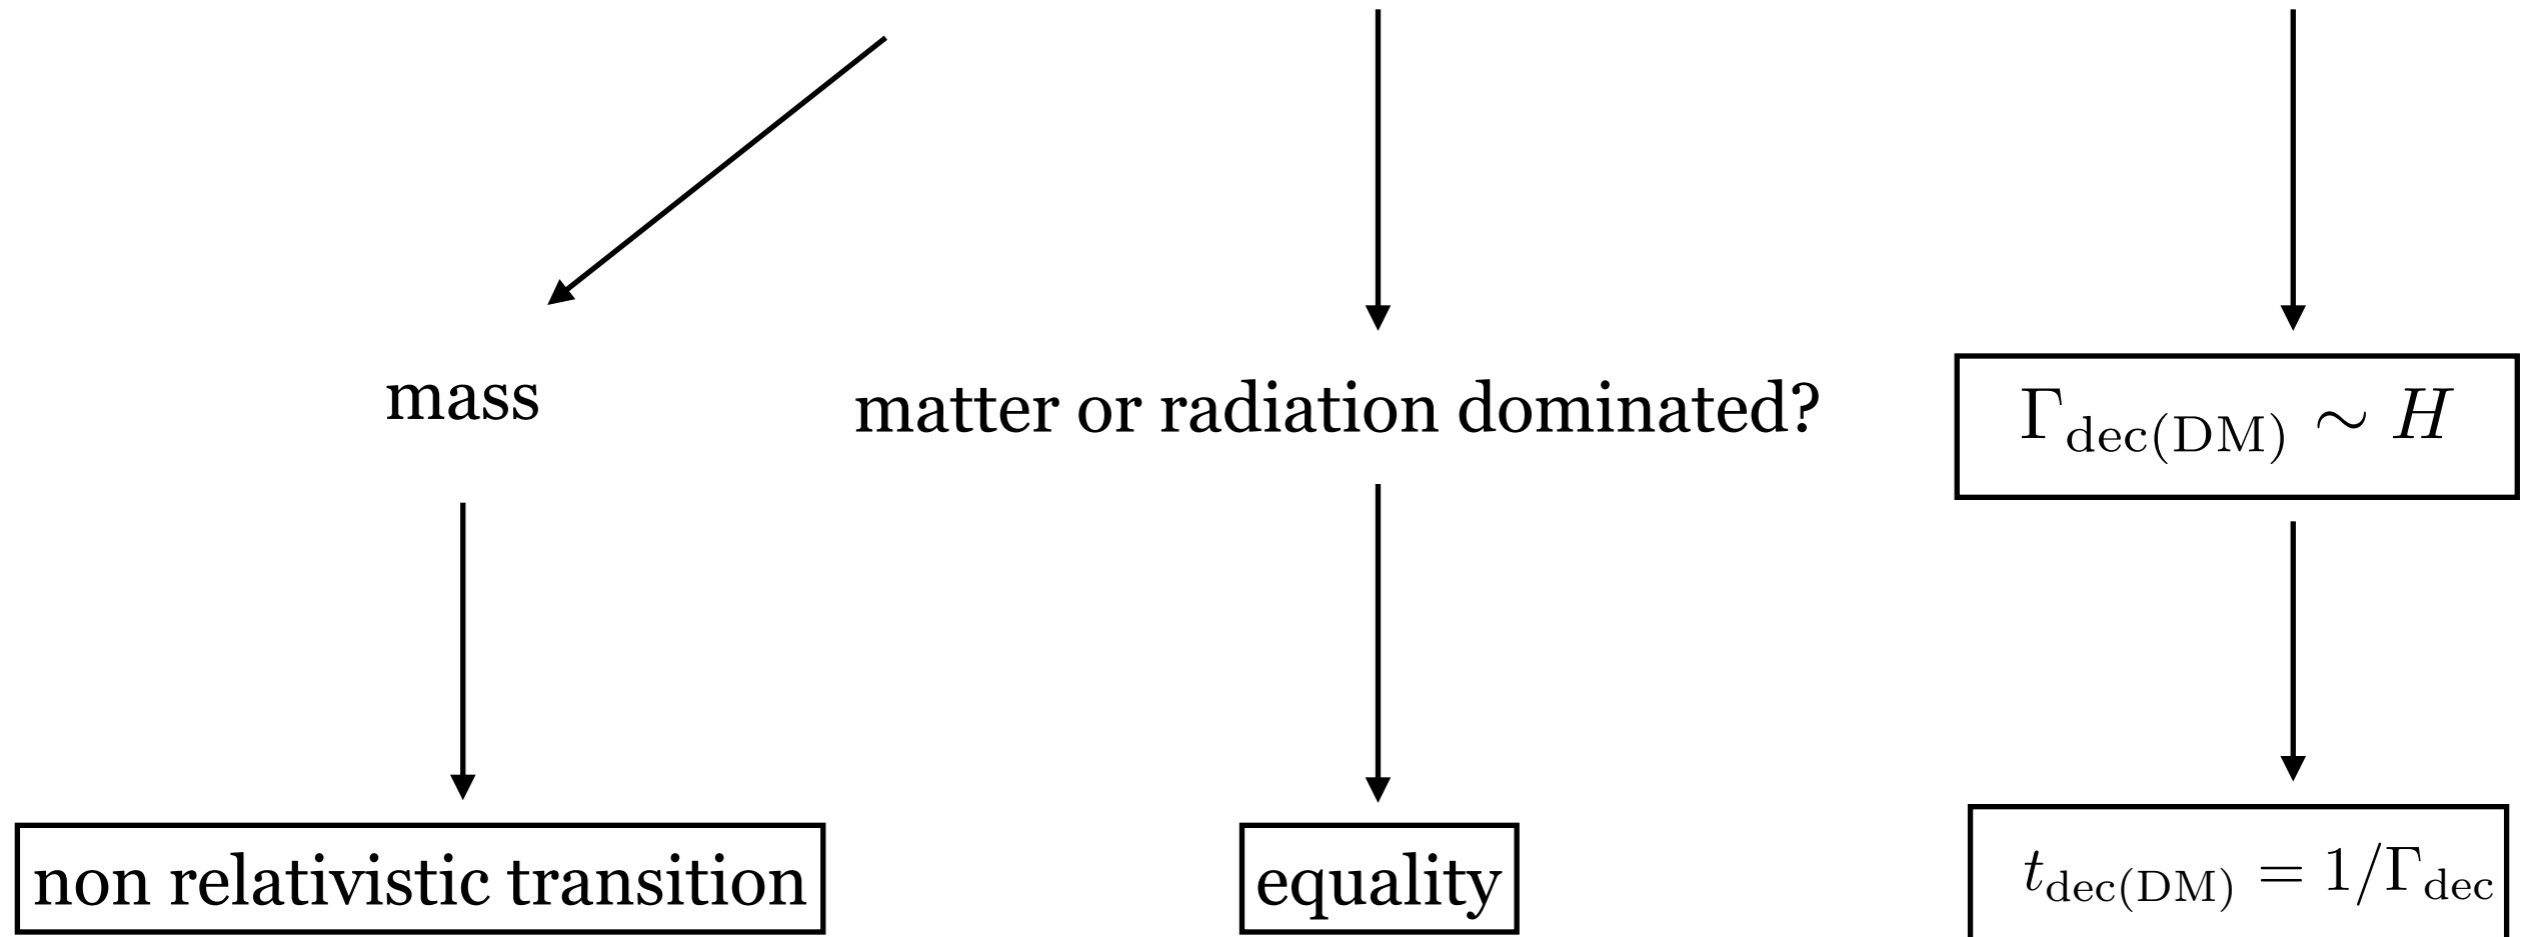 mass
matter or radiation dominated?
Γ_dec(DM) ∼ H
non relativistic transition
equality
t_dec(DM) = 1/Γ_dec